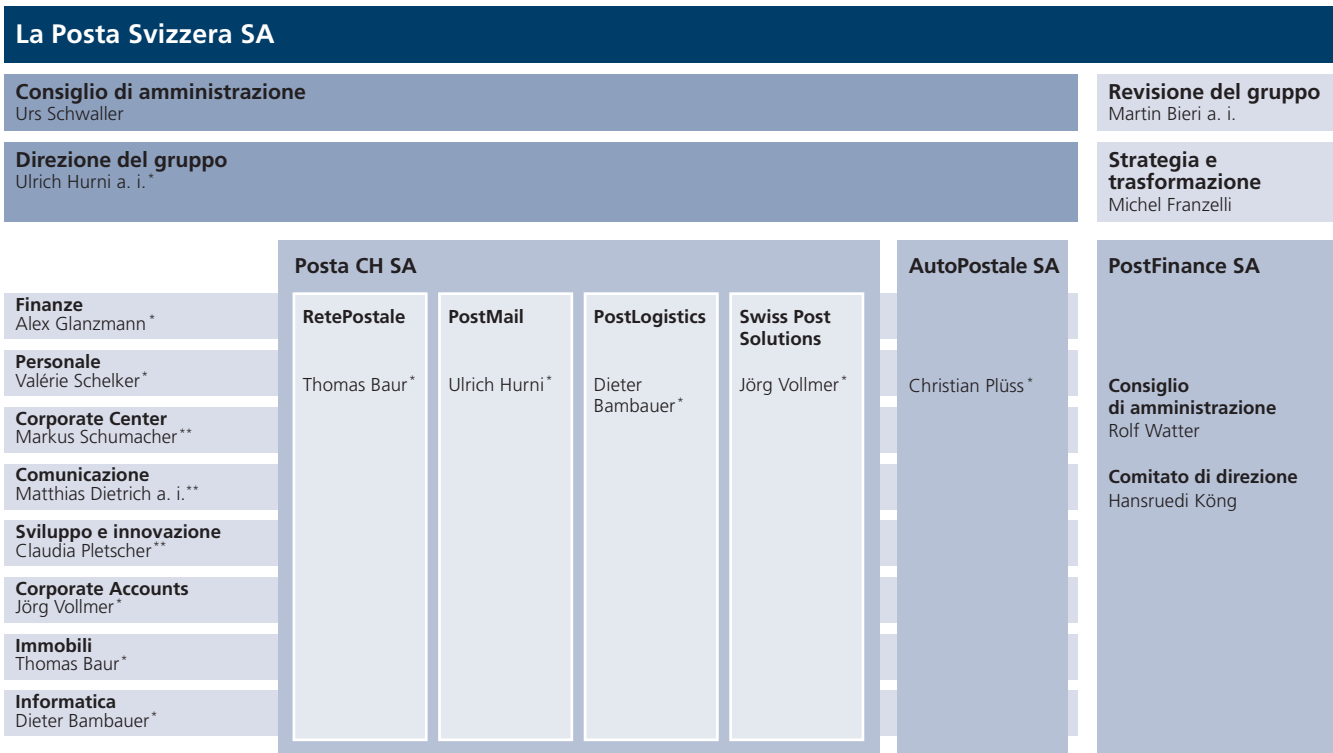 La Posta Svizzera SA
Consiglio di amministrazione
Urs Schwaller
Revisione del gruppo
Martin Bieri a. i.
Direzione del gruppo
Ulrich Hurni a. i.*
Strategia e
trasformazione
Michel Franzelli
Finanze
Alex Glanzmann*
Personale
Valérie Schelker*
Corporate Center
Markus Schumacher**
Comunicazione
Matthias Dietrich a. i.**
Sviluppo e innovazione
Claudia Pletscher**
Corporate Accounts
Jörg Vollmer*
Immobili
Thomas Baur*
Informatica
Dieter Bambauer*
Posta CH SA
RetePostale
Thomas Baur*
PostMail
Ulrich Hurni*
PostLogistics
Dieter
Bambauer*
Swiss Post
Solutions
Jörg Vollmer*
AutoPostale SA
Christian Plüss*
PostFinance SA
Consiglio
di amministrazione
Rolf Watter
Comitato di direzione
Hansruedi Köng